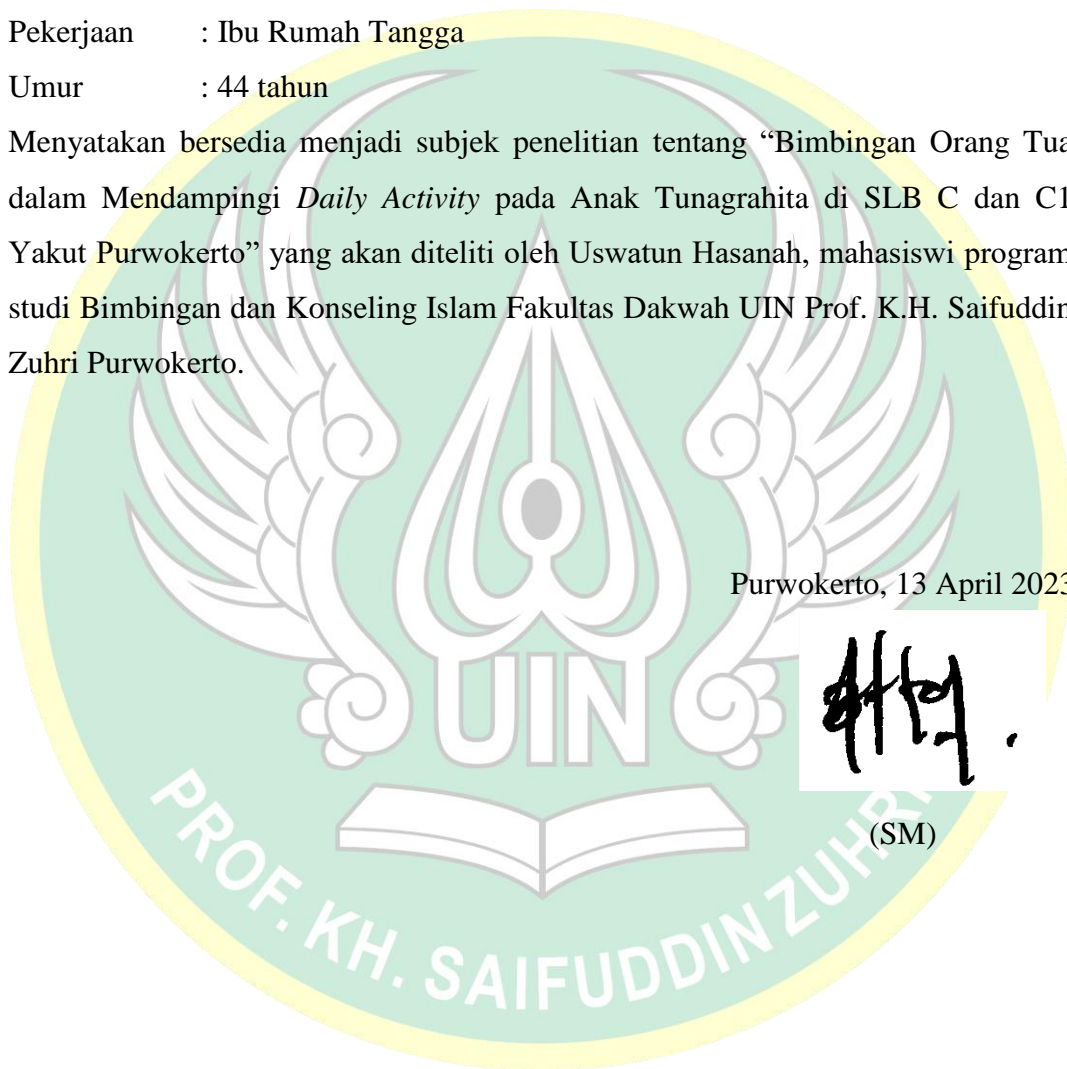 Pekerjaan : Ibu Rumah Tangga
Umur : 44 tahun
Menyatakan bersedia menjadi subjek penelitian tentang “Bimbingan Orang Tua
dalam Mendampingi Daily Activity pada Anak Tunagrahita di SLB C dan C1
Yakut Purwokerto” yang akan diteliti oleh Uswatun Hasanah, mahasiswi program
studi Bimbingan dan Konseling Islam Fakultas Dakwah UIN Prof. K.H. Saifuddin
Zuhri Purwokerto.
Purwokerto, 13 April 2023
(SM)
UIN
PROF. KH. SAIFUDDIN ZUHRI